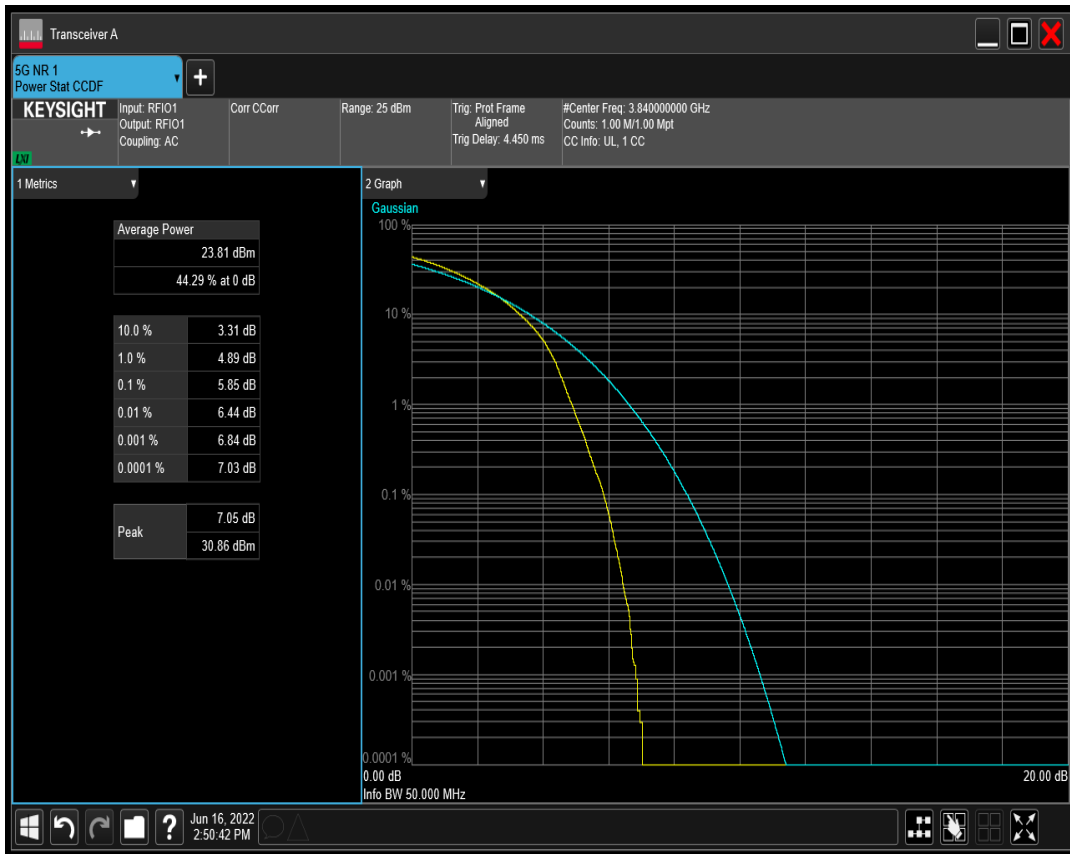 Transceiver A
5G NR 1
Power Stat CCDF
+
KEYSIGHT
LXI
Input: RFIO1
Output: RFIO1
Coupling: AC
Corr CCorr
Range: 25 dBm
Trig: Prot Frame
Aligned
Trig Delay: 4.450 ms
#Center Freq: 3.840000000 GHz
Counts: 1.00 M/1.00 Mpt
CC Info: UL, 1 CC
1 Metrics
Average Power
23.81 dBm
44.29 % at 0 dB
10.0 % 3.31 dB
1.0 % 4.89 dB
0.1 % 5.85 dB
0.01 % 6.44 dB
0.001 % 6.84 dB
0.0001 % 7.03 dB
Peak
7.05 dB
30.86 dBm
2 Graph
Gaussian
100 %
10 %
1 %
0.1 %
0.01 %
0.001 %
0.0001 %
0.00 dB 20.00 dB
Info BW 50.000 MHz
?
Jun 16, 2022
2:50:42 PM